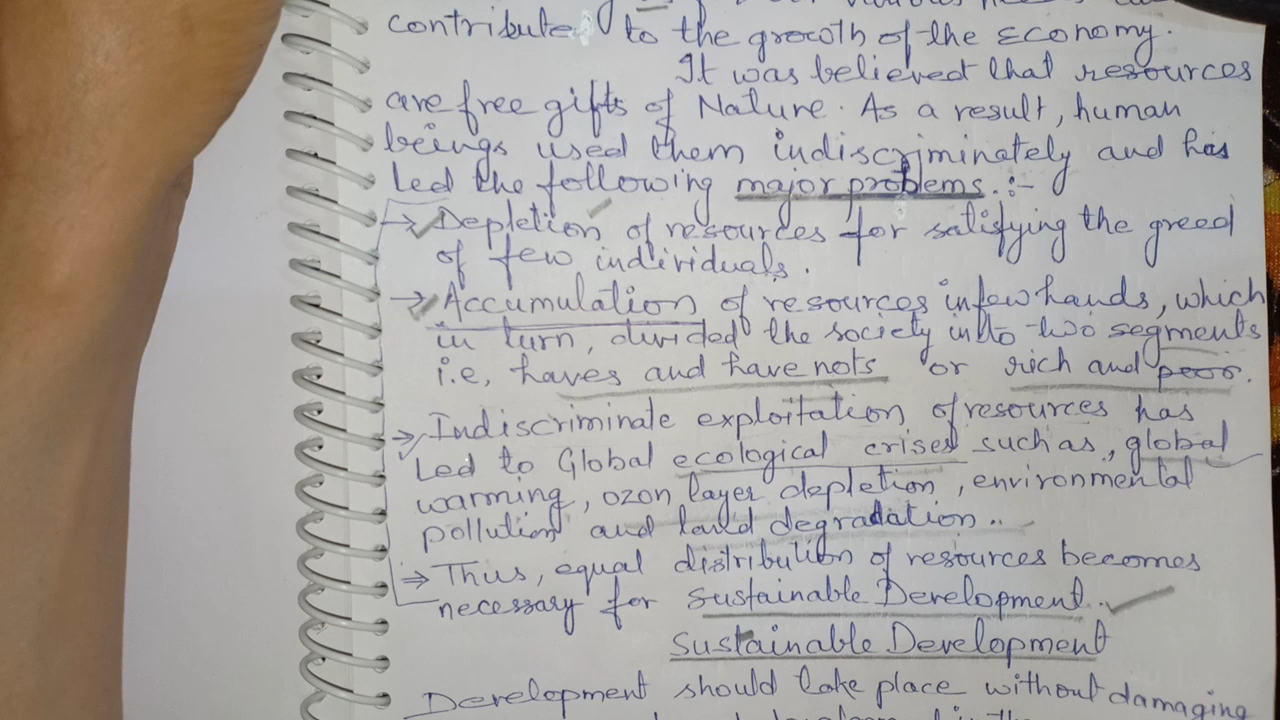 contribute to the growth of the Economy.
It was believed that resources
are free gifts of Nature. As a result, human
beings used them indiscriminately and has
Led the following major problems. :-
→ Depletion of resources for satisfying the greed
of few individuals.
→ Accumulation of resources in few hands, which
in turn, divided the society into two segments
i.e, haves and have nots or rich and poor.
→ Indiscriminate exploitation of resources has
Led to Global ecological crises such as, global
warming, ozon layer depletion, environmental
pollution and land degradation..
⇒ Thus, equal distribution of resources becomes
necessary for Sustainable Development.
Sustainable Development
Development should take place without damaging